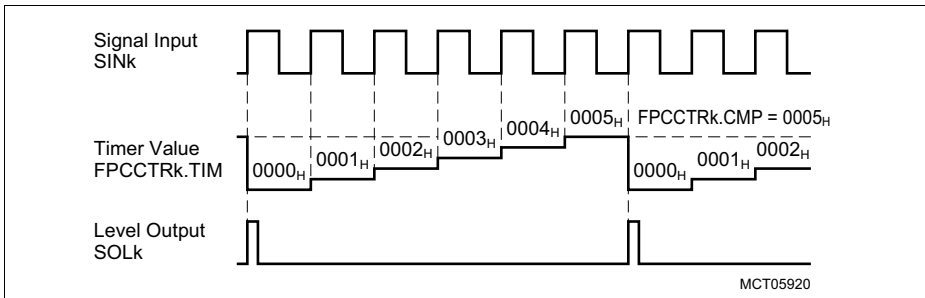 Signal Input
SINk
Timer Value
FPCCTRk.TIM
0000H
0001H
0002H
0003H
0004H
0005H
FPCCTRk.CMP = 0005H
0000H
0001H
0002H
Level Output
SOLk
MCT05920